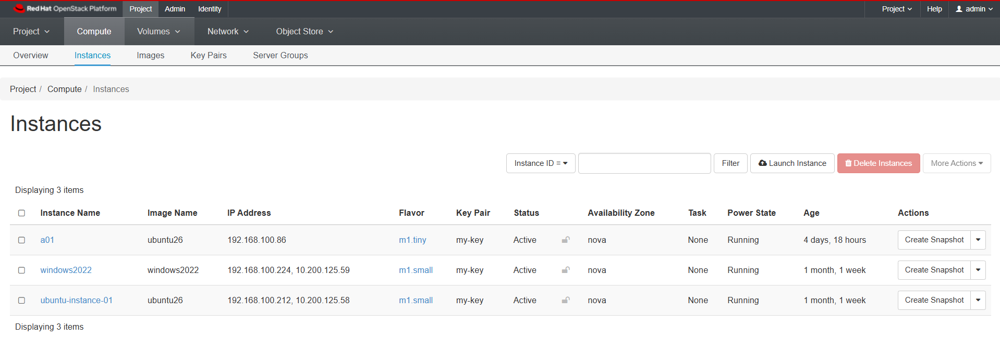 Red Hat OpenStack Platform Project Admin Identity Project Help admin
Project Compute Volumes Network Object Store
Overview Instances Images Key Pairs Server Groups
Project / Compute / Instances
Instances
Instance ID = Filter Launch Instance Delete Instances More Actions
Displaying 3 items
Instance Name Image Name IP Address Flavor Key Pair Status Availability Zone Task Power State Age Actions
a01 ubuntu26 192.168.100.86 m1.tiny my-key Active nova None Running 4 days, 18 hours Create Snapshot
windows2022 windows2022 192.168.100.224, 10.200.125.59 m1.small my-key Active nova None Running 1 month, 1 week Create Snapshot
ubuntu-instance-01 ubuntu26 192.168.100.212, 10.200.125.58 m1.small my-key Active nova None Running 1 month, 1 week Create Snapshot
Displaying 3 items